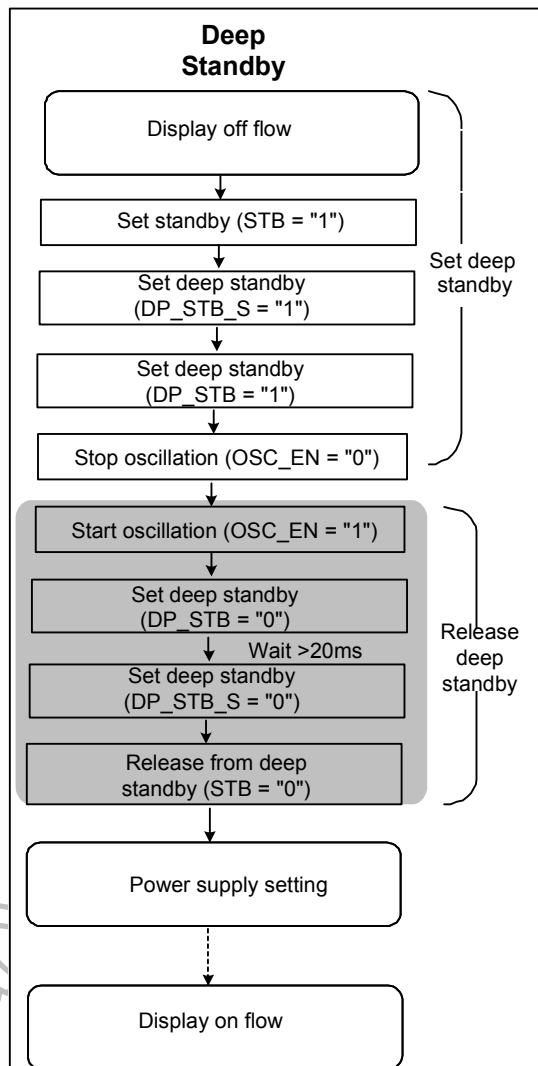 Deep
Standby
Display off flow
Set standby (STB = "1")
Set deep standby
(DP_STB_S = "1")
Set deep standby
(DP_STB = "1")
Stop oscillation (OSC_EN = "0")
Set deep
standby
Start oscillation (OSC_EN = "1")
Set deep standby
(DP_STB = "0")
Wait >20ms
Set deep standby
(DP_STB_S = "0")
Release from deep
standby (STB = "0")
Release
deep
standby
Power supply setting
Display on flow